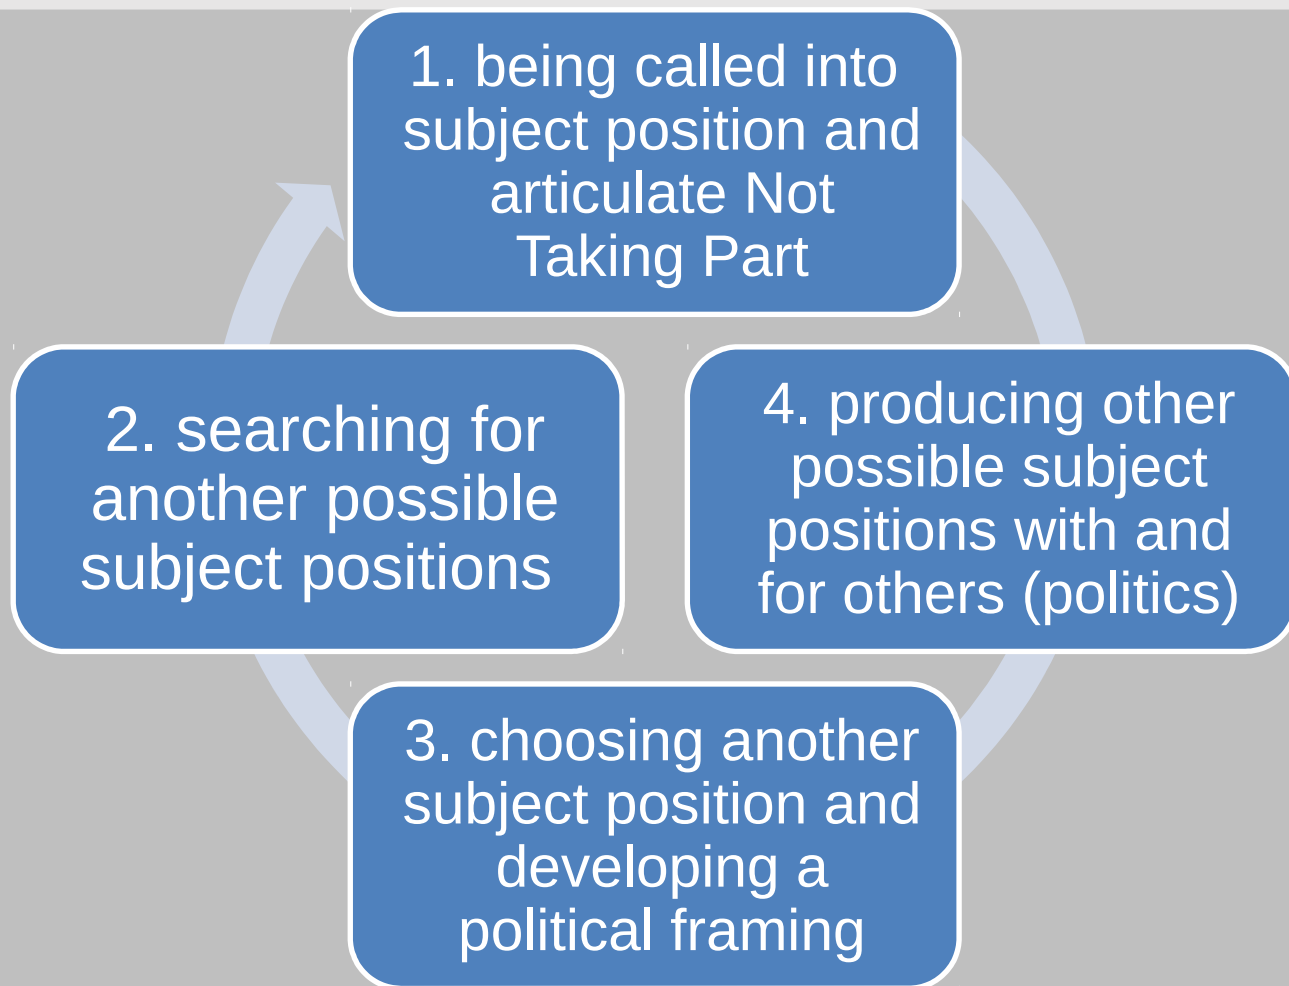 1. being called into
subject position and
articulate Not
Taking Part
2. searching for
another possible
subject positions
4. producing other
possible subject
positions with and
for others (politics)
3. choosing another
subject position and
developing a
political framing